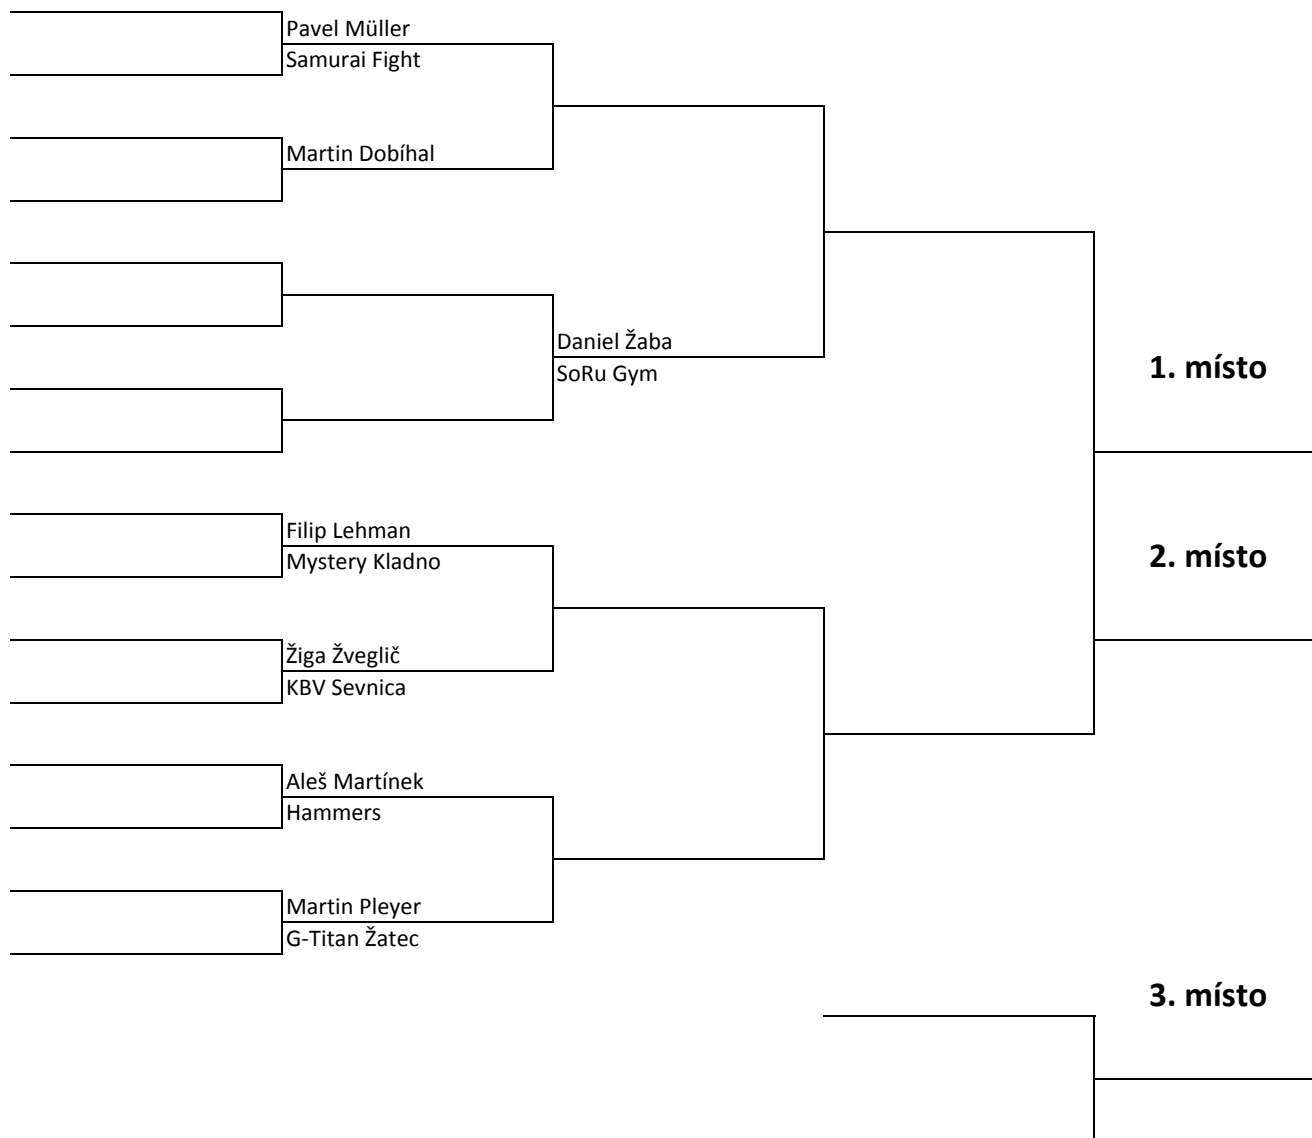 Pavel Müller
Samurai Fight
Martin Dobíhal
Daniel Žaba
SoRu Gym
1. místo
Filip Lehman
Mystery Kladno
2. místo
Žiga Žveglič
KBV Sevnica
Aleš Martínek
Hammers
Martin Pleyer
G-Titan Žatec
3. místo